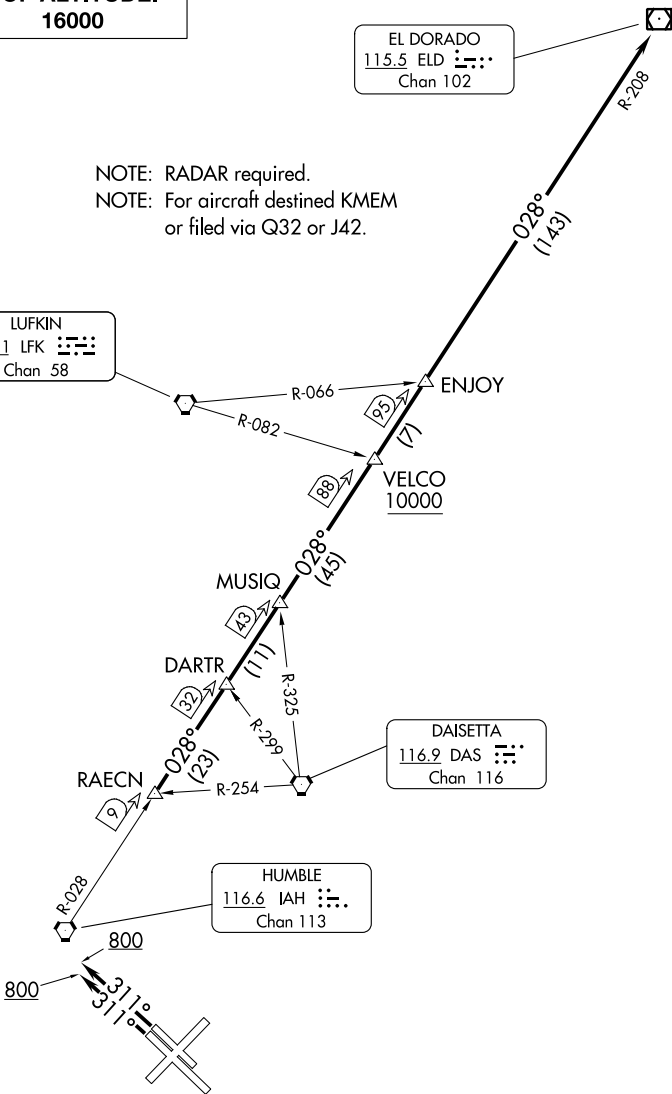 16000
EL DORADO
115.5 ELD
Chan 102
R-208
NOTE: RADAR required.
NOTE: For aircraft destined KMEM
or filed via Q32 or J42.
028°
(143)
LUFKIN
1 LFK
Chan 58
R-066
R-082
ENJOY
95
(7)
VELCO
10000
88
028°
(45)
MUSIQ
43
(11)
DARTR
32
R-325
R-299
028°
(23)
RAECN
9
R-254
DAISETTA
116.9 DAS
Chan 116
R-028
HUMBLE
116.6 IAH
Chan 113
800
800
311°
311°